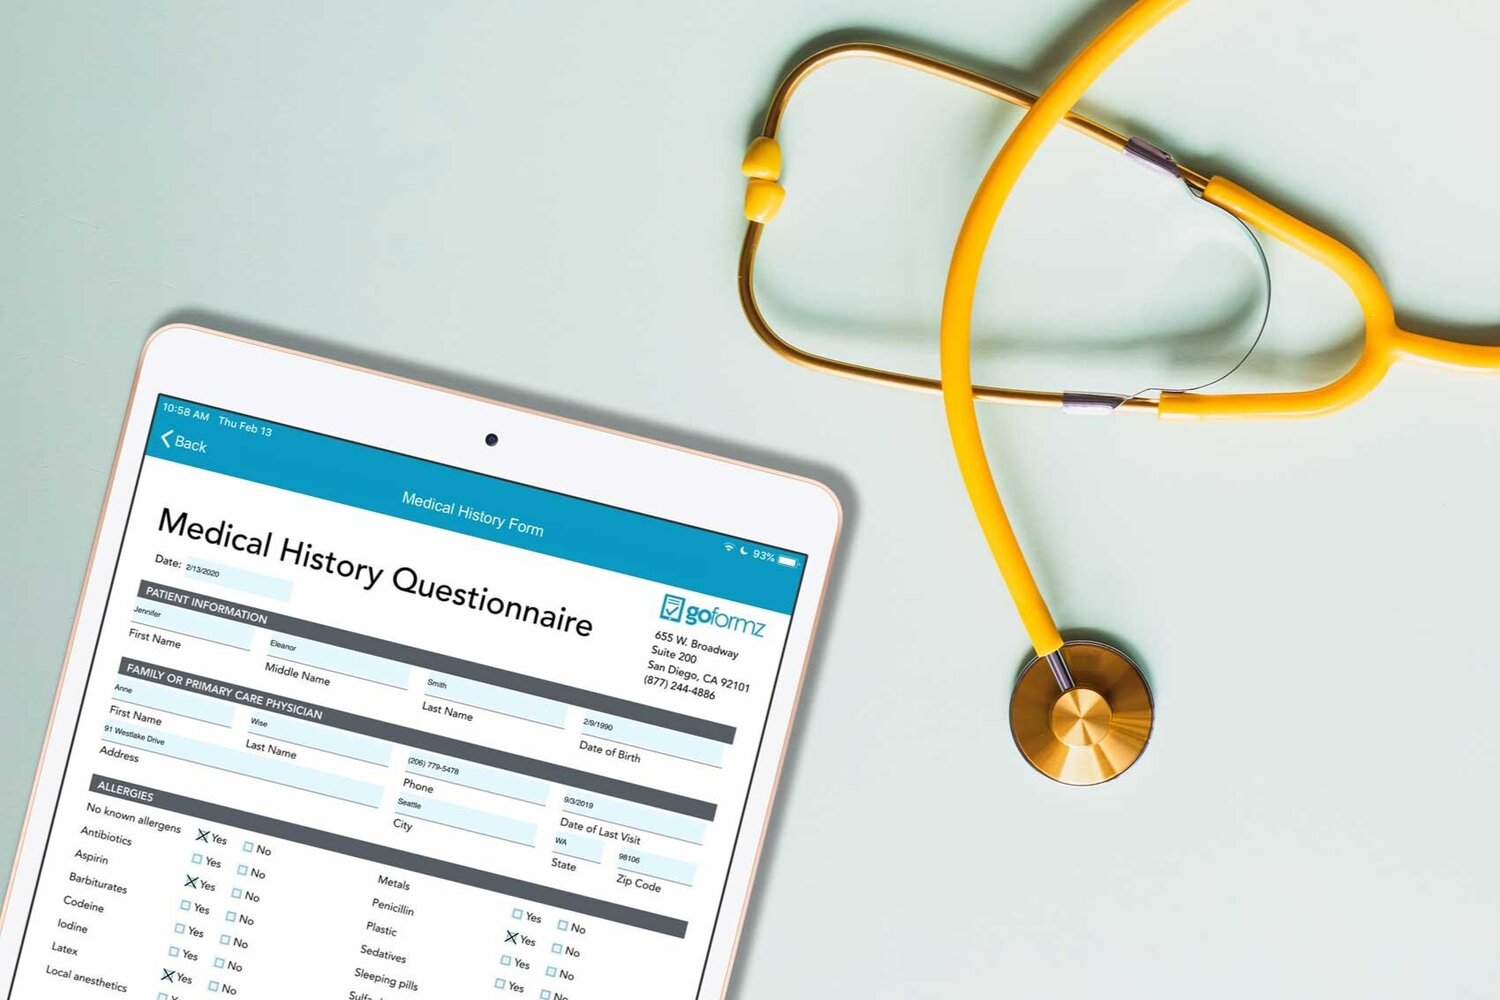 10:58 AM Thu Feb 13
Back
Medical History Form
93%
Medical History Questionnaire
Date: 2/13/2020
goformz
655 W. Broadway
Suite 200
San Diego, CA 92101
(877) 244-4886
PATIENT INFORMATION
Jennifer Eleanor Smith 2/9/1990
First Name Middle Name Last Name Date of Birth
FAMILY OR PRIMARY CARE PHYSICIAN
Anne Wise (206) 779-5478 9/3/2019
First Name Last Name Phone Date of Last Visit
91 Westlake Drive Seattle WA 98106
Address City State Zip Code
ALLERGIES
No known allergens Yes No
Antibiotics Yes No
Aspirin Yes No
Barbiturates Yes No
Codeine Yes No
Iodine Yes No
Latex Yes No
Local anesthetics Yes
Metals Yes No
Penicillin Yes No
Plastic Yes No
Sedatives Yes No
Sleeping pills